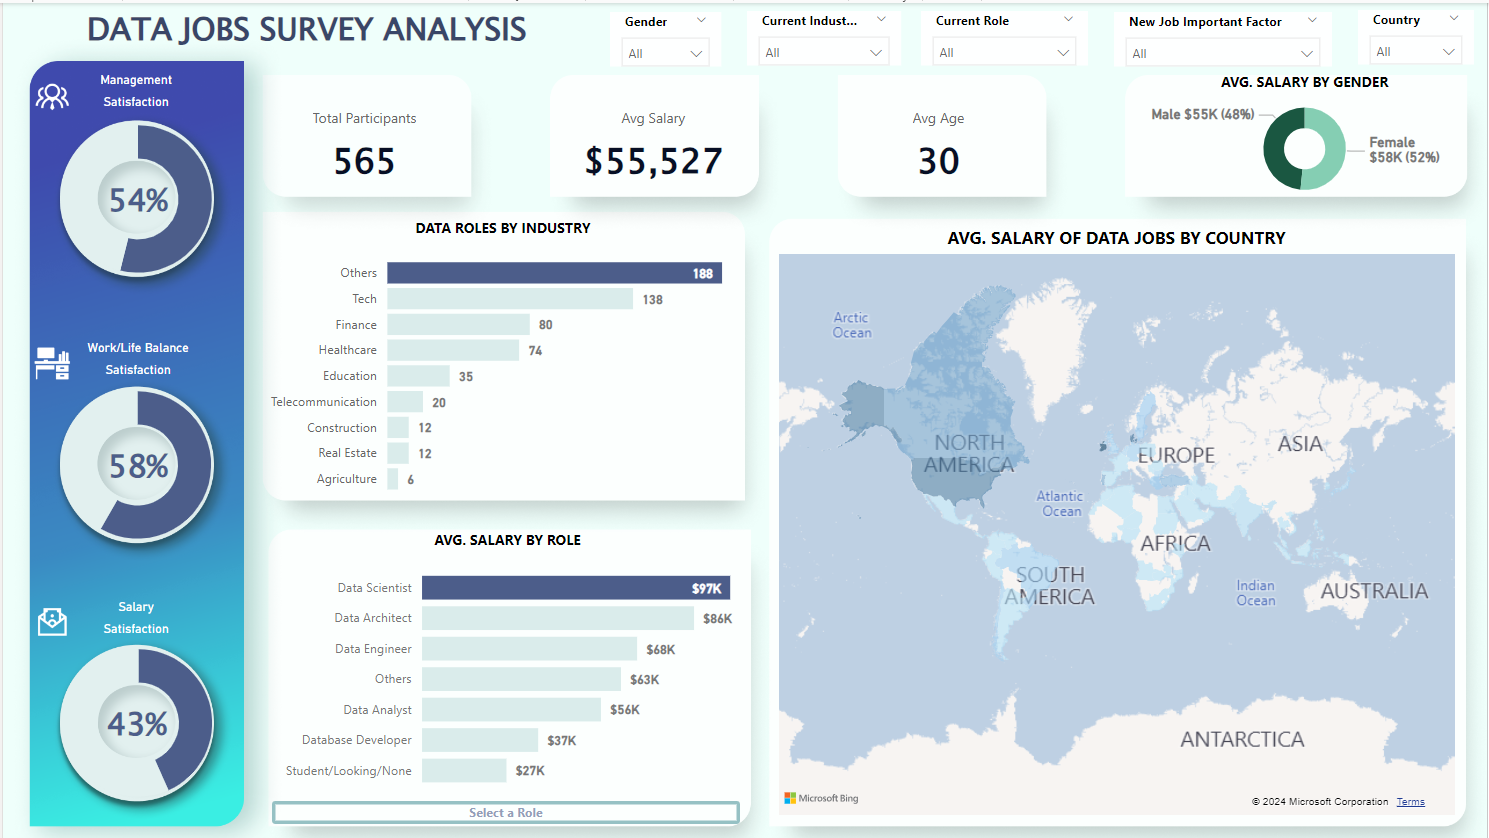 DATA JOBS SURVEY ANALYSIS
Gender
All
Current Indust...
All
Current Role
All
New Job Important Factor
All
Country
All
Management
Satisfaction
54%
Work/Life Balance
Satisfaction
58%
Salary
Satisfaction
43%
Total Participants
565
Avg Salary
$55,527
Avg Age
30
AVG. SALARY BY GENDER
Male $55K (48%)
Female
$58K (52%)
DATA ROLES BY INDUSTRY
Others 188
Tech 138
Finance 80
Healthcare 74
Education 35
Telecommunication 20
Construction 12
Real Estate 12
Agriculture 6
AVG. SALARY BY ROLE
Data Scientist $97K
Data Architect $86K
Data Engineer $68K
Others $63K
Data Analyst $56K
Database Developer $37K
Student/Looking/None $27K
Select a Role
AVG. SALARY OF DATA JOBS BY COUNTRY
Arctic
Ocean
NORTH
AMERICA
EUROPE
ASIA
Atlantic
Ocean
AFRICA
SOUTH
AMERICA
Indian
Ocean
AUSTRALIA
ANTARCTICA
Microsoft Bing
© 2024 Microsoft Corporation Terms